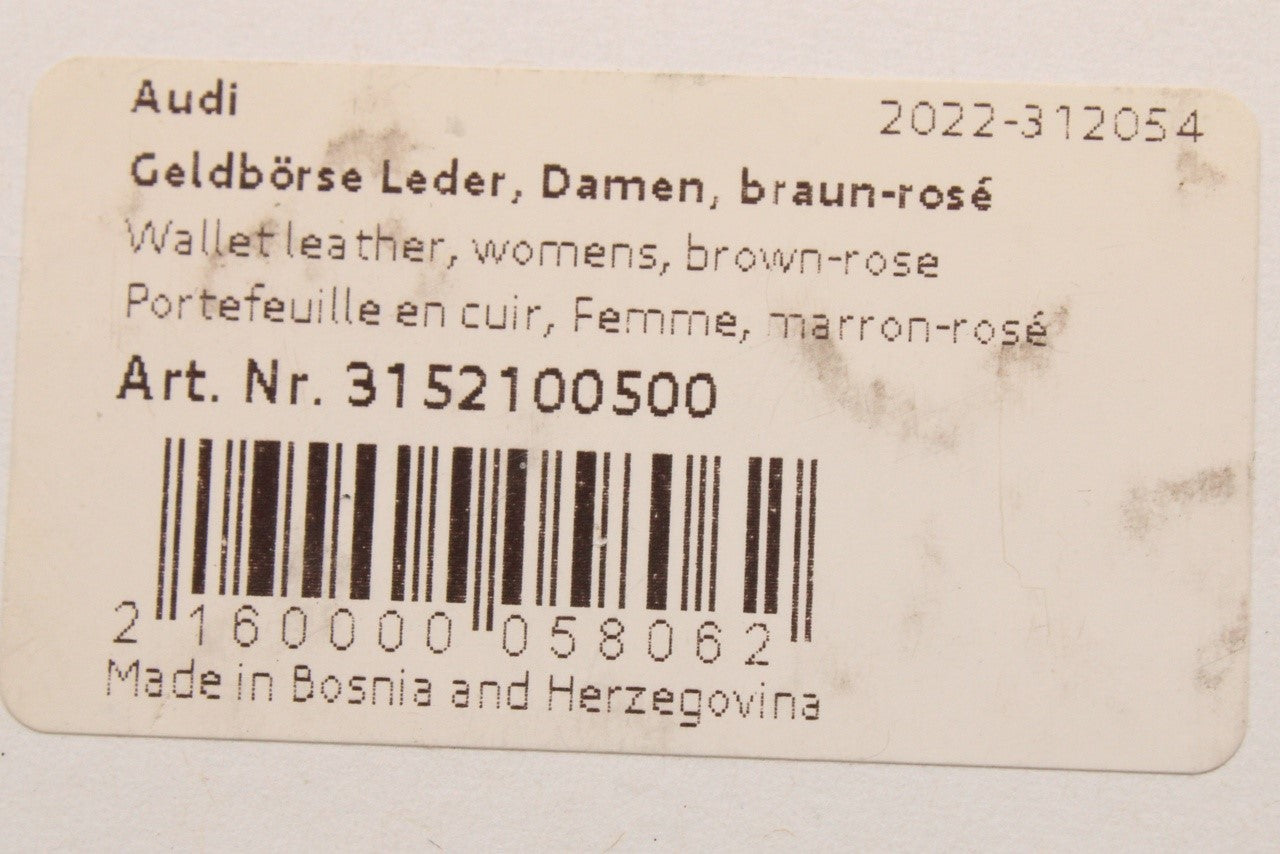 Audi
2022-312054
Geldbörse Leder, Damen, braun-rosé
Wallet leather, womens, brown-rose
Portefeuille en cuir, Femme, marron-rosé
Art. Nr. 3152100500
2 160000 058062
Made in Bosnia and Herzegovina